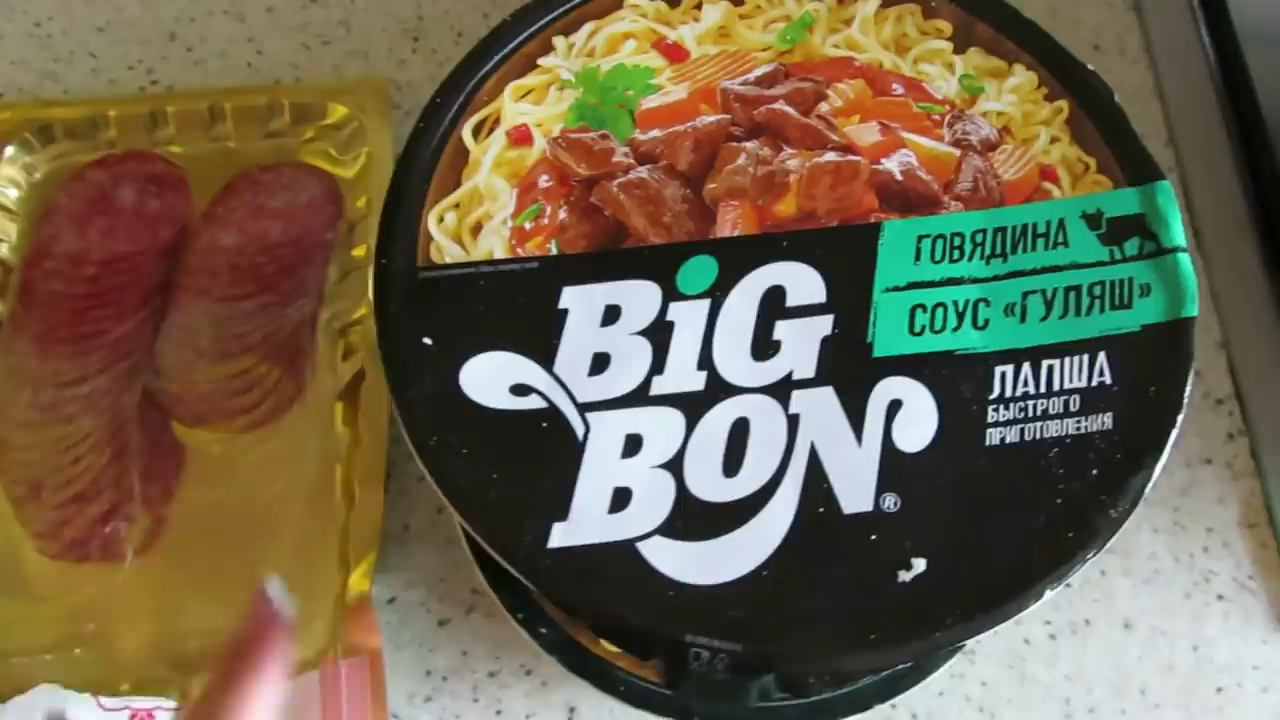 BiG
BON®
ГОВЯДИНА
СОУС «ГУЛЯШ»
ЛАПША
БЫСТРОГО
ПРИГОТОВЛЕНИЯ